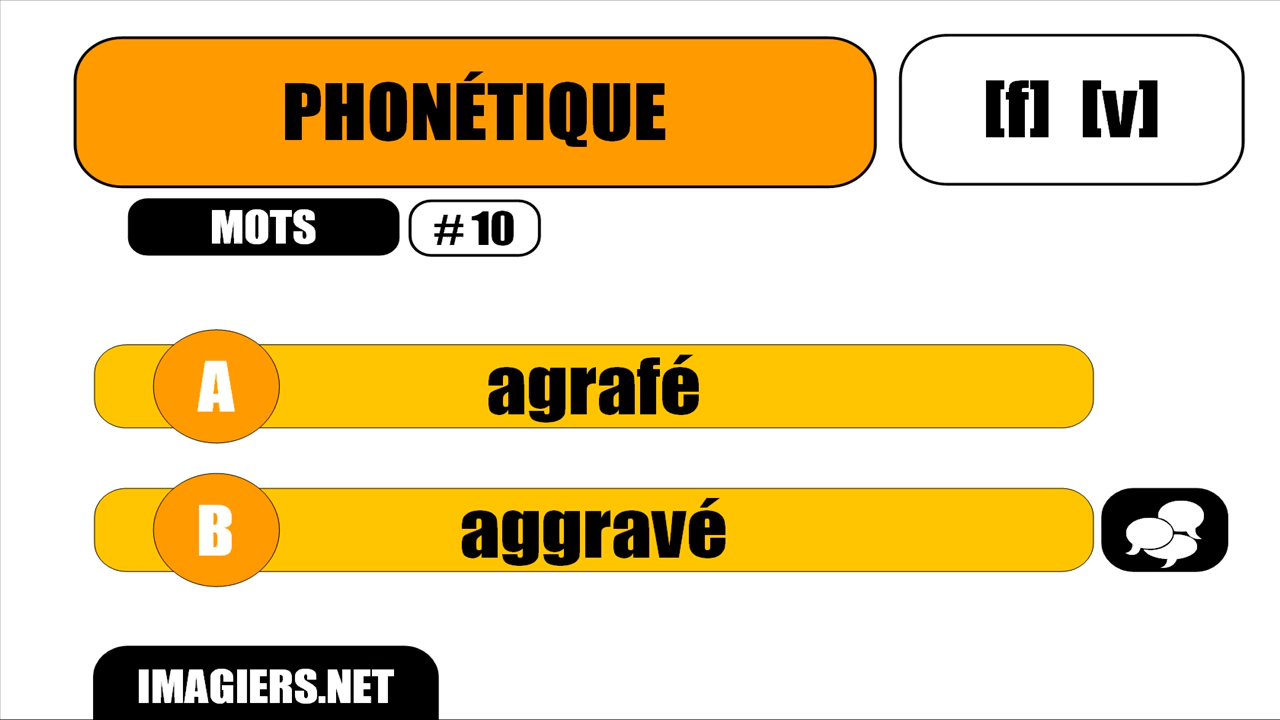 PHONÉTIQUE
[f] [v]
MOTS
# 10
A
agrafé
B
aggravé
IMAGIERS.NET